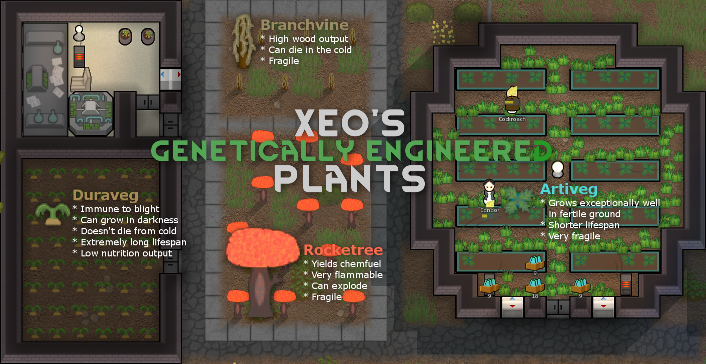 Branchvine
* High wood output
* Can die in the cold
* Fragile
XEO'S
GENETICALLY ENGINEERED
PLANTS
Duraveg
* Immune to blight
* Can grow in darkness
* Doesn't die from cold
* Extremely long lifespan
* Low nutrition output
Rocketree
* Yields chemfuel
* Very flammable
* Can explode
* Fragile
Artiveg
* Grows exceptionally well
in fertile ground
* Shorter lifespan
* Very fragile